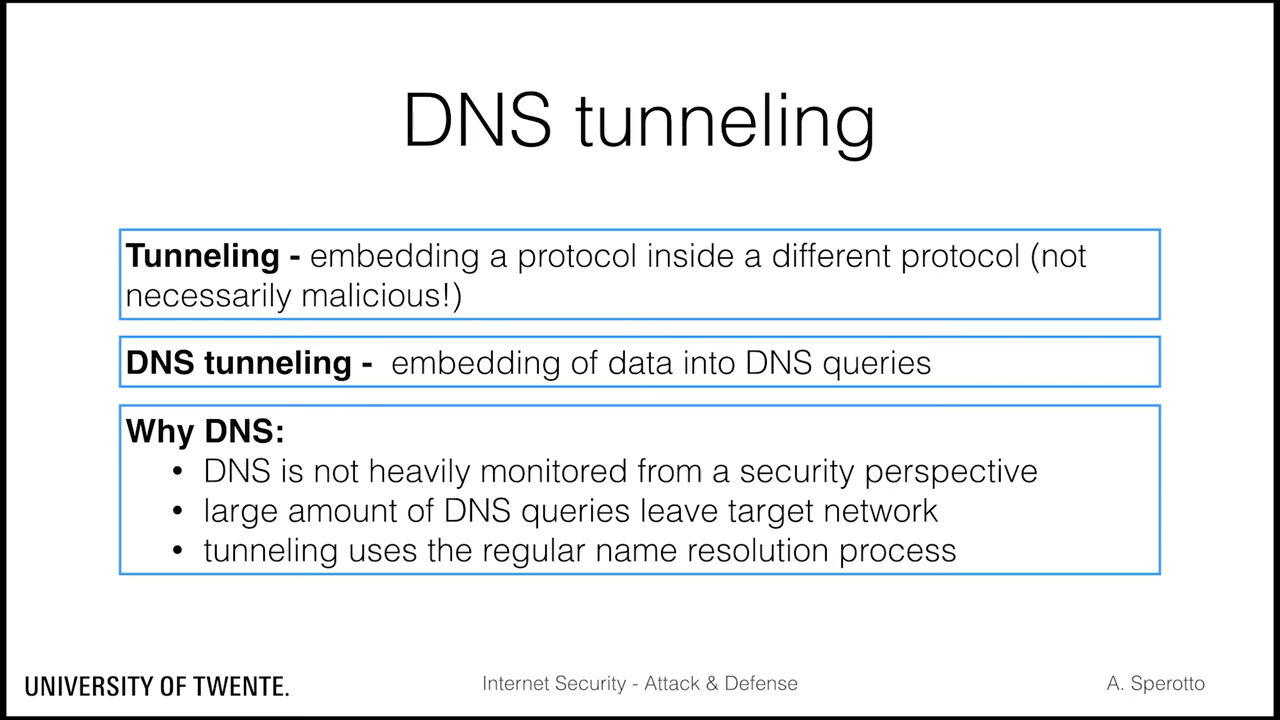 DNS tunneling
Tunneling - embedding a protocol inside a different protocol (not
necessarily malicious!)
DNS tunneling - embedding of data into DNS queries
Why DNS:
• DNS is not heavily monitored from a security perspective
• large amount of DNS queries leave target network
• tunneling uses the regular name resolution process
UNIVERSITY OF TWENTE.
Internet Security - Attack & Defense
A. Sperotto